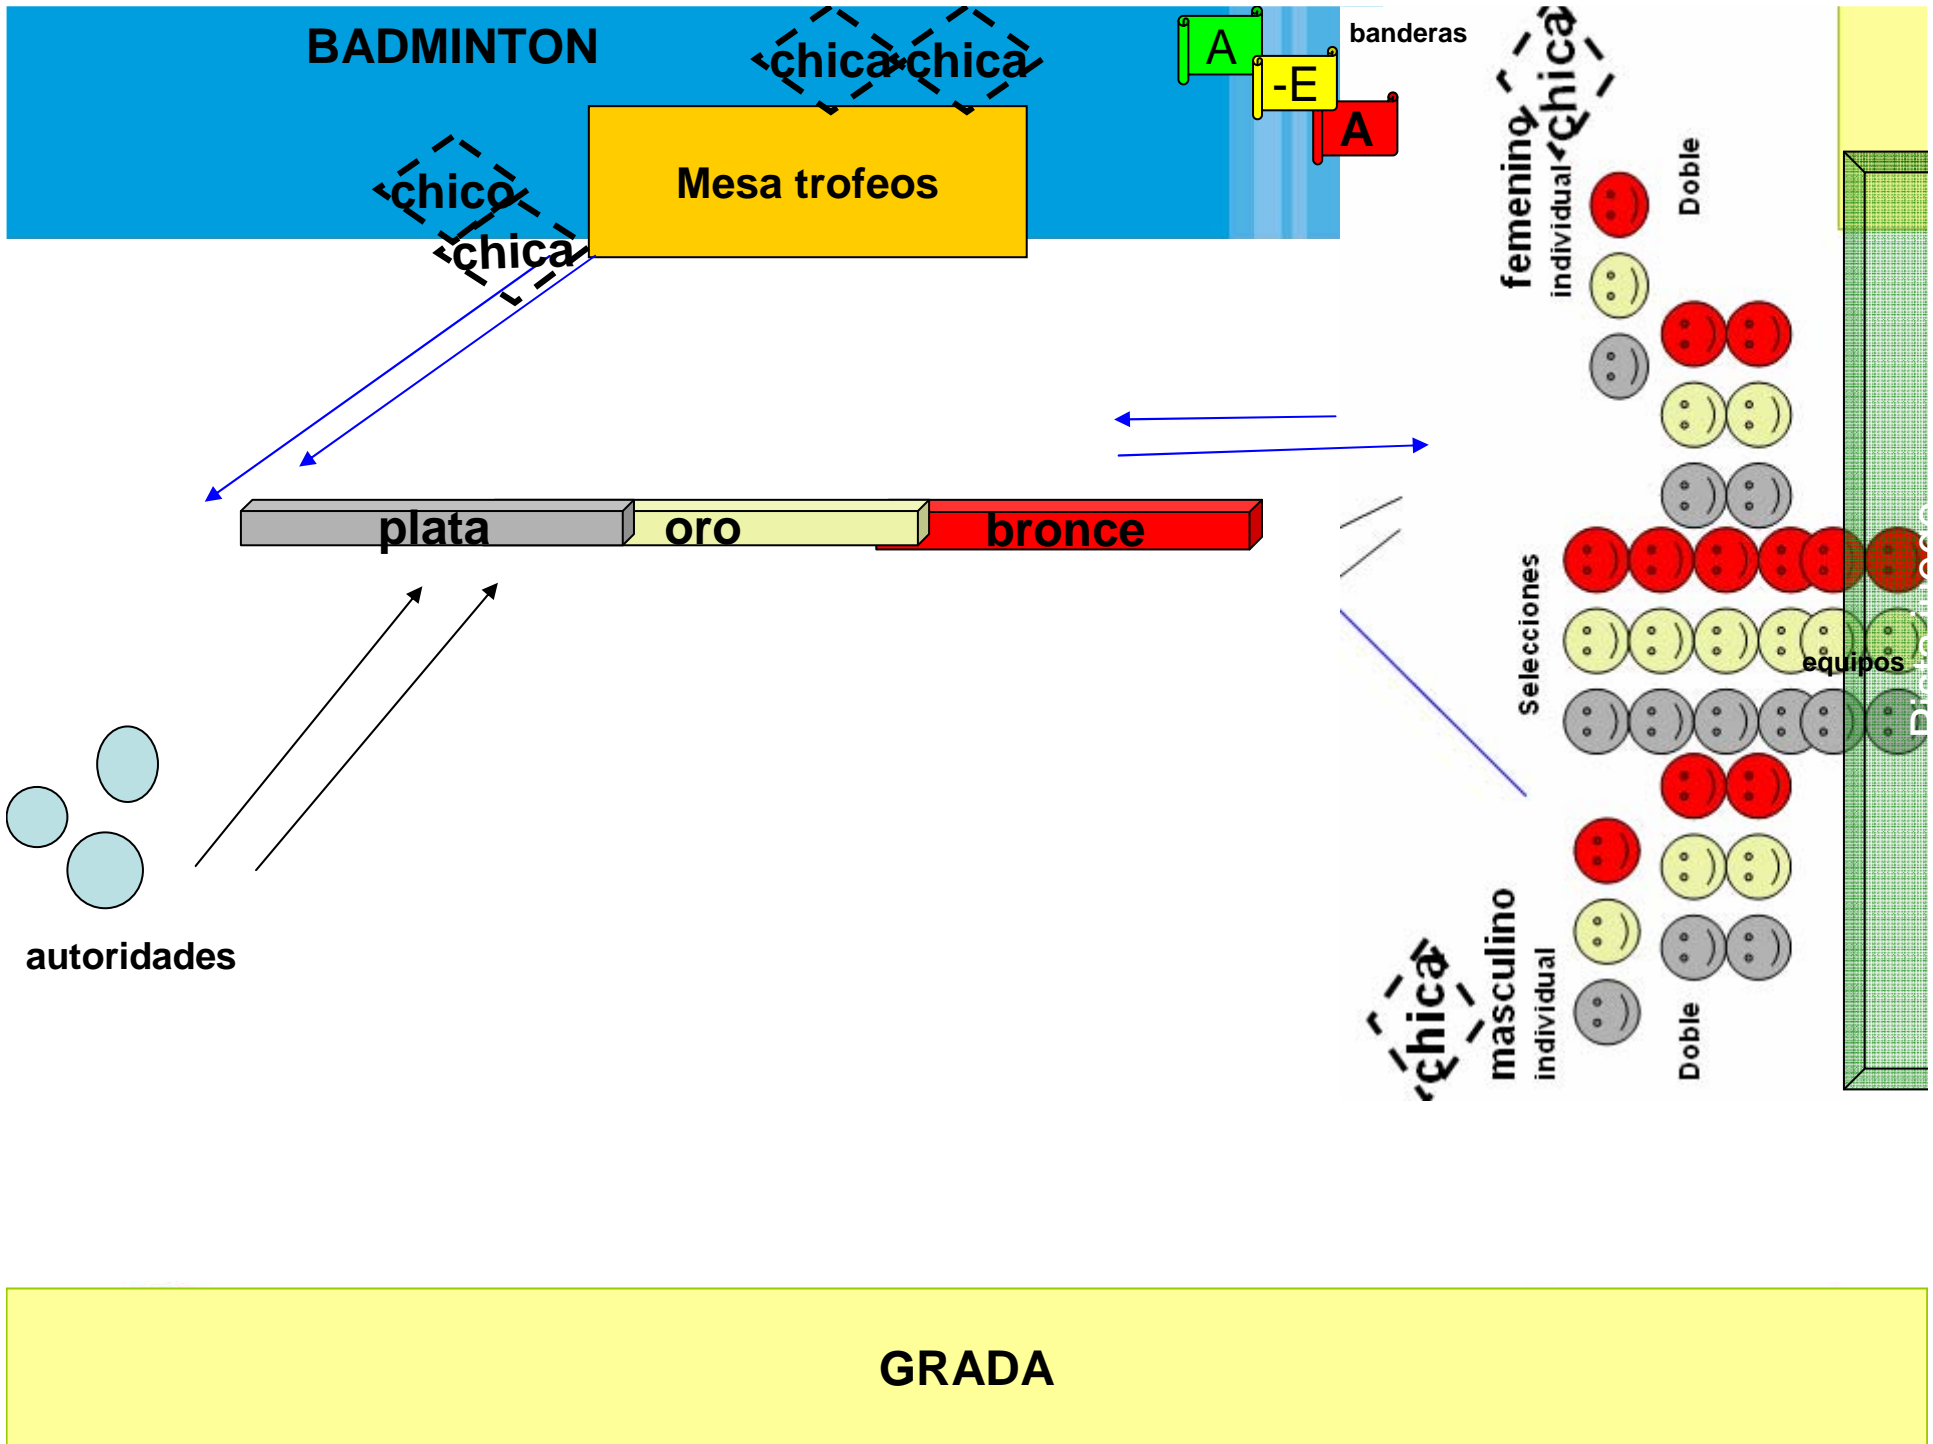 BADMINTON
chica
chica
A
-E
A
banderas
chica
femenino
individual
Doble
chico
chica
Mesa trofeos
plata
oro
bronce
Selecciones
equipos
autoridades
chica
masculino
individual
Doble
GRADA